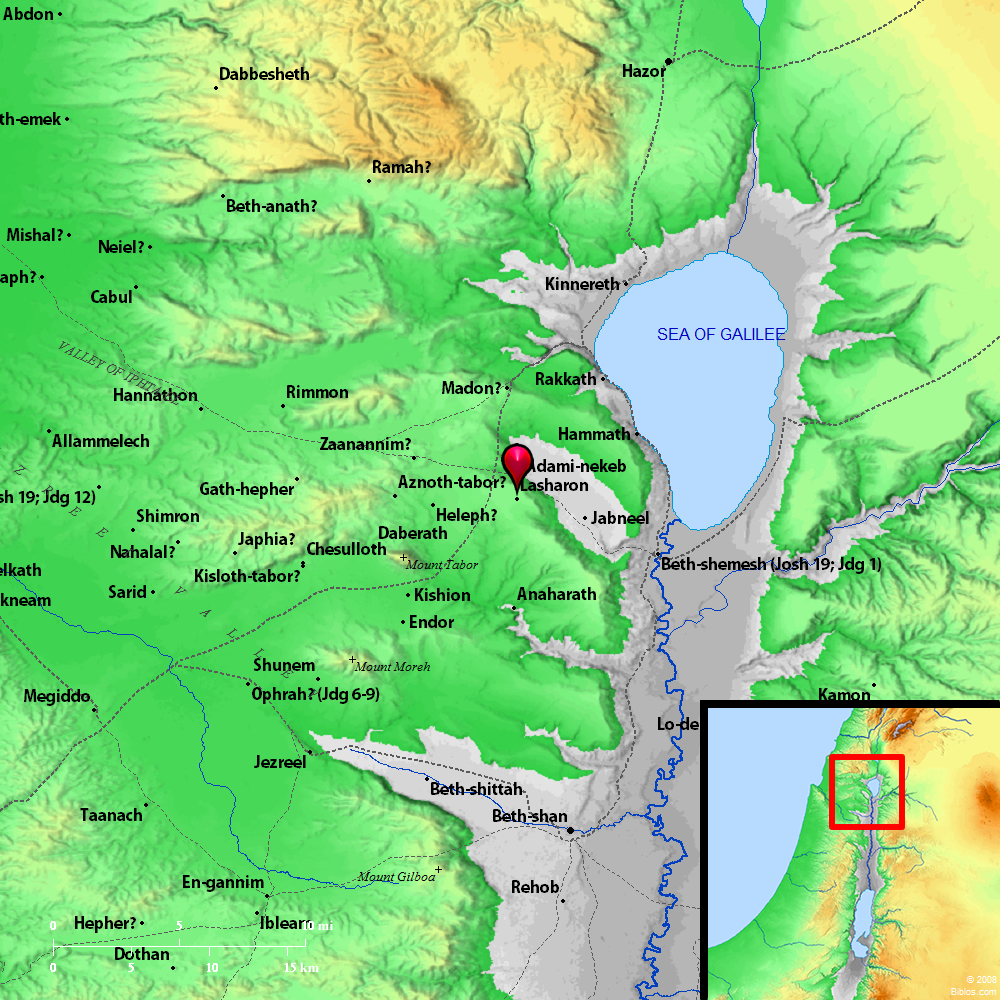 Abdon
Dabbesheth
Hazor
th-emek
Ramah?
Beth-anath?
Mishal?
Neiel?
aph?
Cabul
Kinnereth
SEA OF GALILEE
VALLEY OF IPHTAH-EL
Hannathon
Rimmon
Madon?
Rakkath
Allammelech
Zaanannim?
Hammath
Adami-nekeb
Gath-hepher
Aznoth-tabor?
Lasharon
sh 19; Jdg 12)
Shimron
Heleph?
Jabneel
Nahalal?
Japhia?
Chesulloth
Daberath
Mount Tabor
Beth-shemesh (Josh 19; Jdg 1)
elkath
Kisloth-tabor?
kneam
Sarid
Kishion
Anaharath
Endor
Shunem
Mount Moreh
Megiddo
Ophrah? (Jdg 6-9)
Kamon
Lo-de
Jezreel
Beth-shittah
Taanach
Beth-shan
En-gannim
Mount Gilboa
Rehob
Hepher?
Ibleam
0 5 10 mi
Dothan
0 5 10 15 km
© 2008
Biblos.com